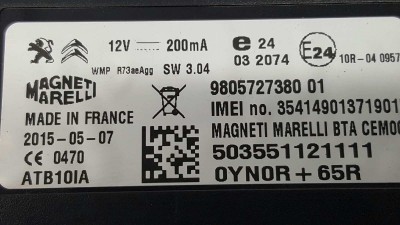 12V ⎓ 200mA
e 24
03 2074
E24
10R-04 0957
WMP R73aeAgg SW 3.04
MAGNETI
MARELLI
9805727380 01
IMEI no. 35414901371901
MADE IN FRANCE
MAGNETI MARELLI BTA CEMOC
2015-05-07
CE 0470
503551121111
ATB10IA
0YN0R+65R